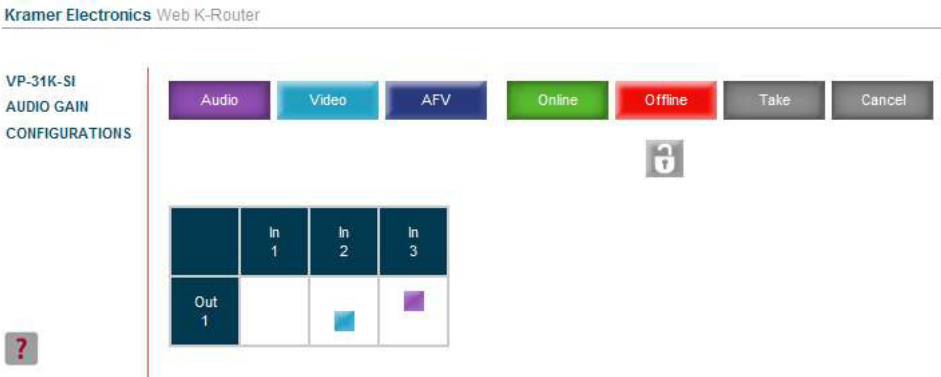 Kramer Electronics Web K-Router
VP-31K-SI
AUDIO GAIN
CONFIGURATIONS
Audio Video AFV Online Offline Take Cancel
In In In
1 2 3
Out
1
?